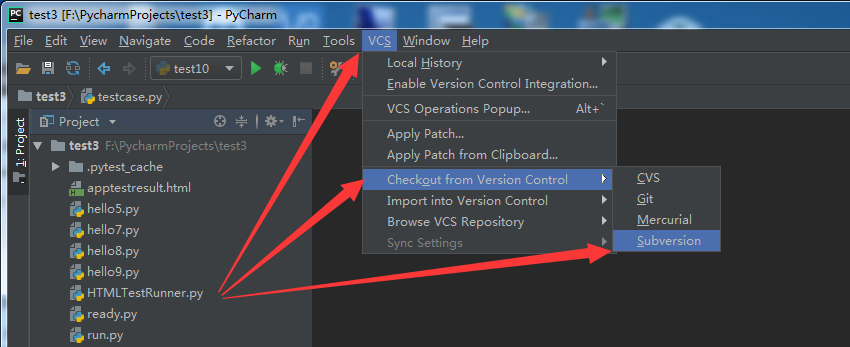 PC test3 [F:\PycharmProjects\test3] - PyCharm
File Edit View Navigate Code Refactor Run Tools VCS Window Help
test10
test3 testcase.py
1: Project
Project
test3 F:\PycharmProjects\test3
.pytest_cache
apptestresult.html
hello5.py
hello7.py
hello8.py
hello9.py
HTMLTestRunner.py
ready.py
run.py
Local History
Enable Version Control Integration...
VCS Operations Popup... Alt+`
Apply Patch...
Apply Patch from Clipboard...
Checkout from Version Control
Import into Version Control
Browse VCS Repository
Sync Settings
CVS
Git
Mercurial
Subversion